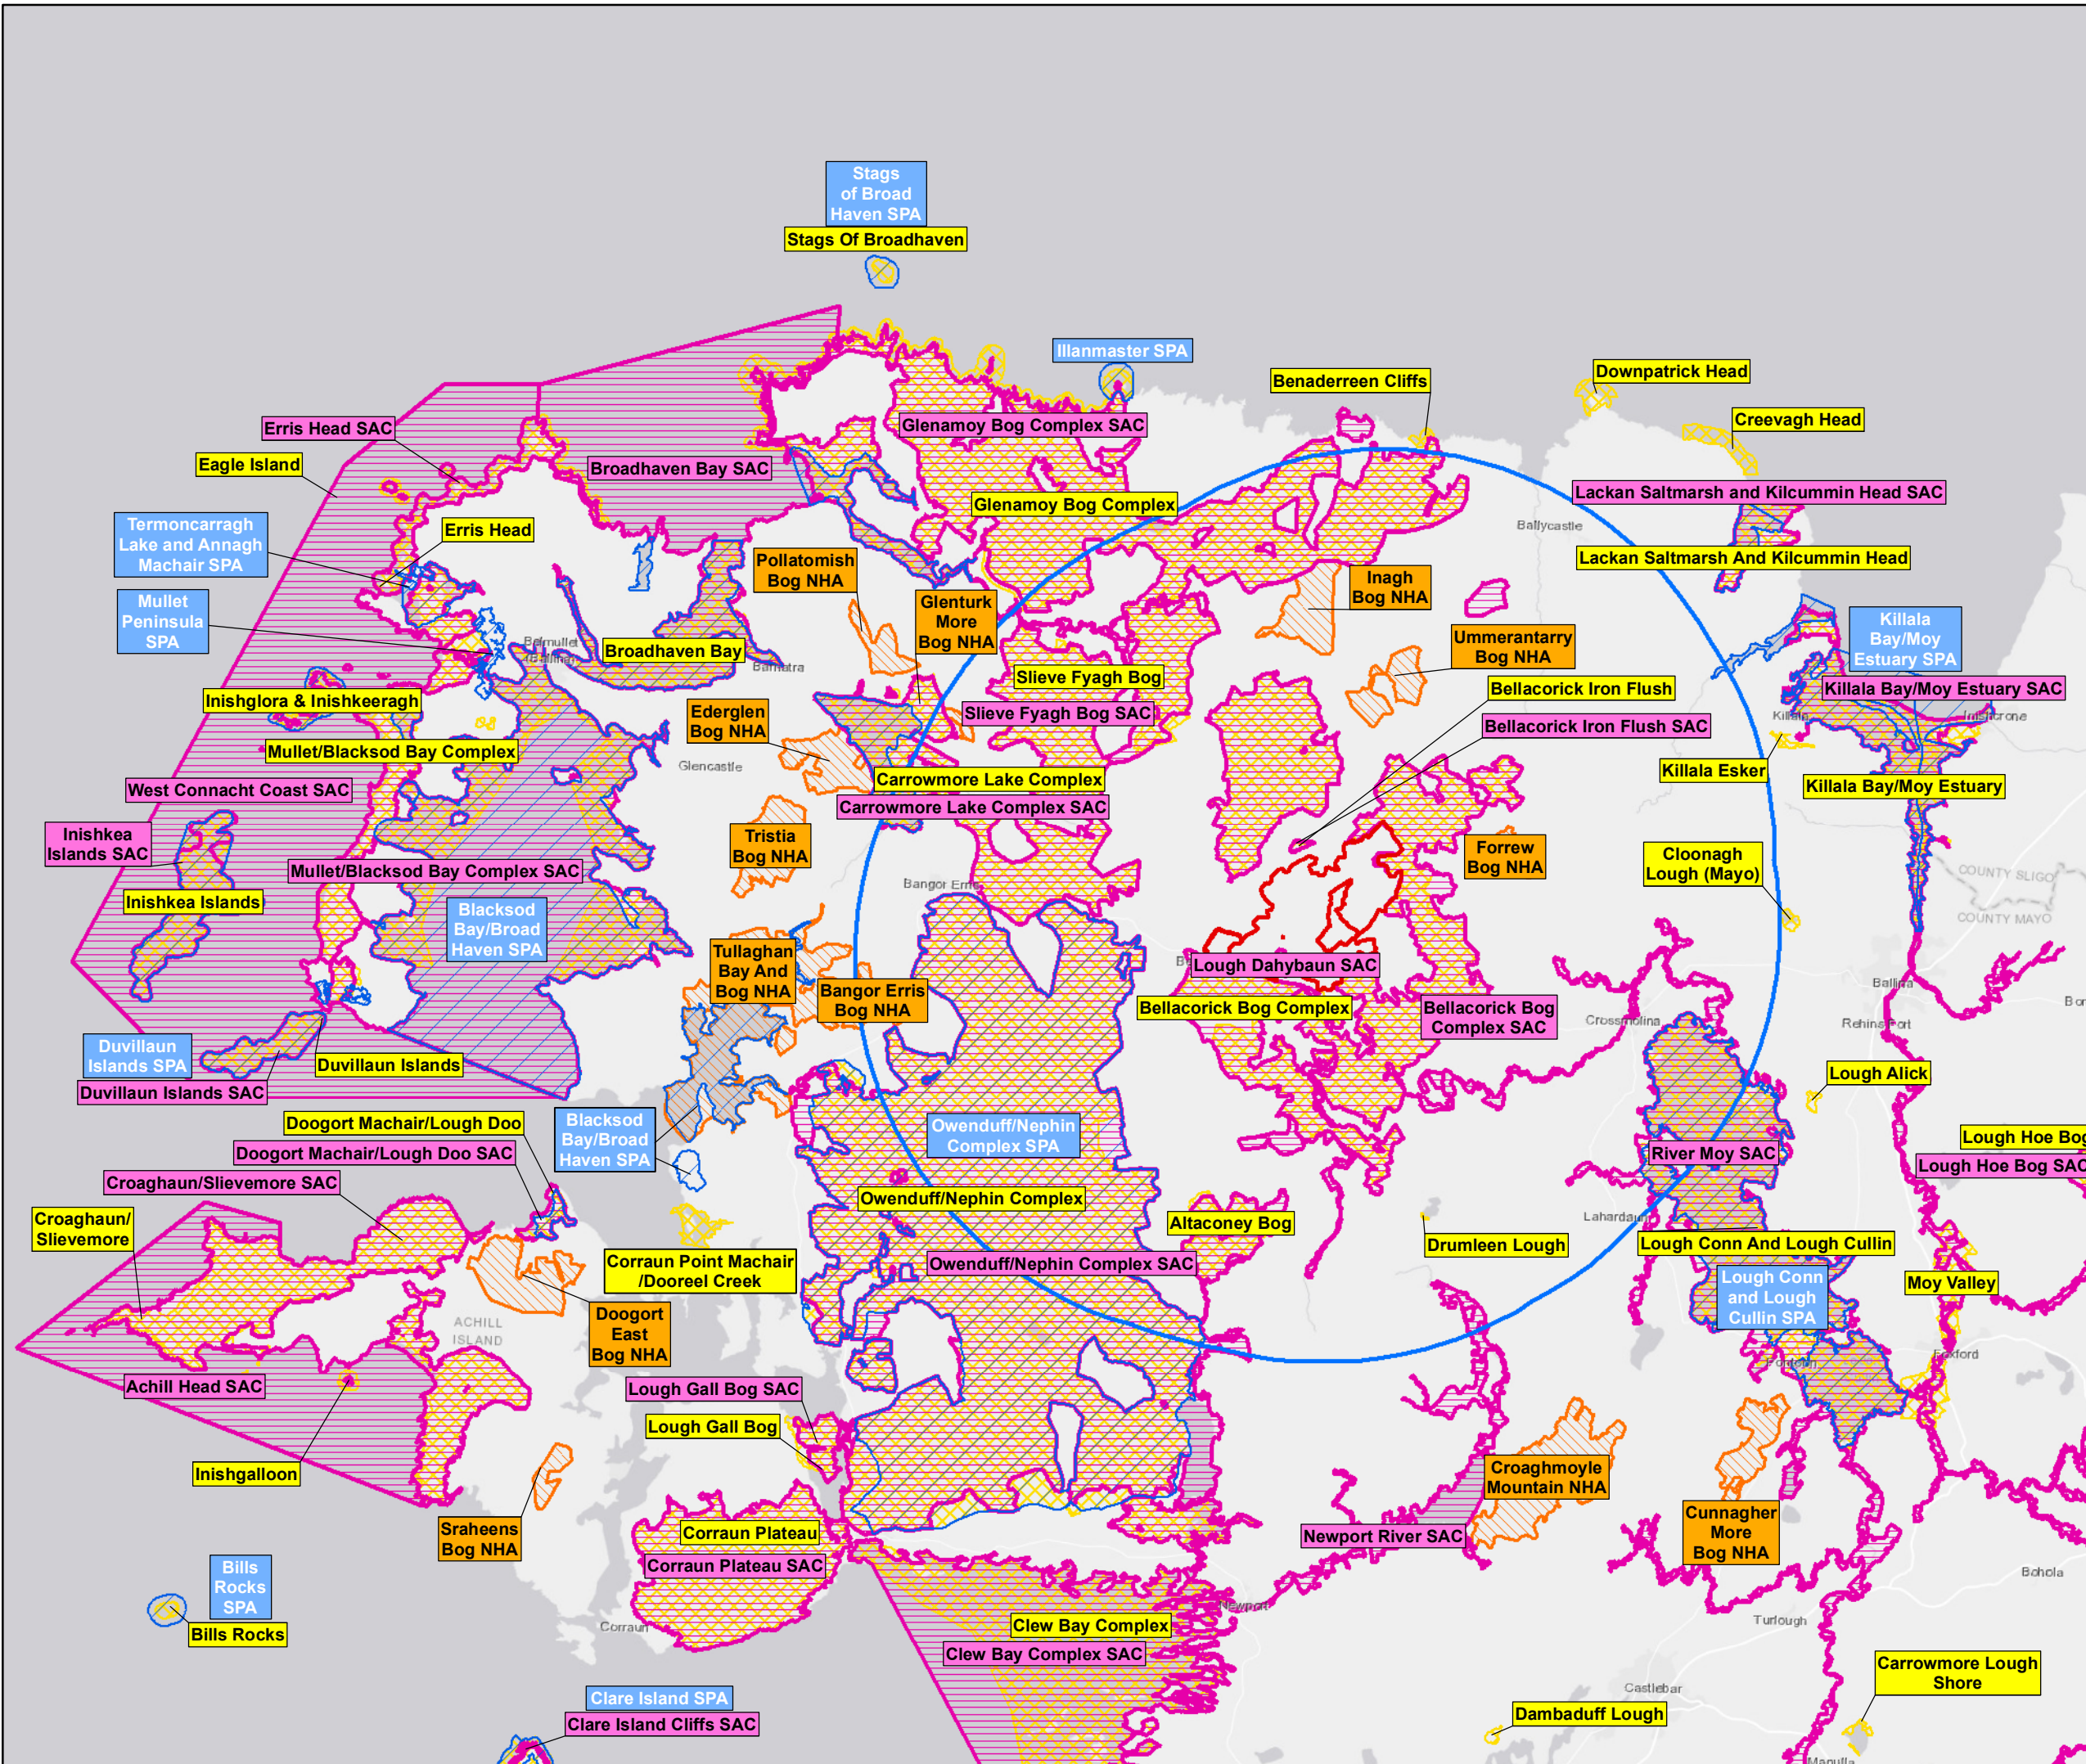 Stags
of Broad
Haven SPA
Stags Of Broadhaven
Illanmaster SPA
Benaderreen Cliffs
Downpatrick Head
Creevagh Head
Erris Head SAC
Glenamoy Bog Complex SAC
Eagle Island
Broadhaven Bay SAC
Lackan Saltmarsh and Kilcummin Head SAC
Glenamoy Bog Complex
Ballycastle
Termoncarragh
Lake and Annagh
Machair SPA
Erris Head
Lackan Saltmarsh And Kilcummin Head
Pollatomish
Bog NHA
Inagh
Bog NHA
Mullet
Peninsula
SPA
Glenturk
More
Bog NHA
Killala
Bay/Moy
Estuary SPA
Ummerantarry
Bog NHA
Belmullet
Broadhaven Bay
Barnatra
Slieve Fyagh Bog
Bellacorick Iron Flush
Killala Bay/Moy Estuary SAC
Inishglora & Inishkeeragh
Ederglen
Bog NHA
Slieve Fyagh Bog SAC
Bellacorick Iron Flush SAC
Killala
Inishcrone
Mullet/Blacksod Bay Complex
Glencastle
Carrowmore Lake Complex
Killala Esker
Killala Bay/Moy Estuary
West Connacht Coast SAC
Carrowmore Lake Complex SAC
Inishkea
Islands SAC
Tristia
Bog NHA
Forrew
Bog NHA
Cloonagh
Lough (Mayo)
Mullet/Blacksod Bay Complex SAC
Bangor Erris
COUNTY SLIGO
Inishkea Islands
COUNTY MAYO
Blacksod
Bay/Broad
Haven SPA
Tullaghan
Bay And
Bog NHA
Lough Dahybaun SAC
Bangor Erris
Bog NHA
Ballina
Bellacorick Bog Complex
Bellacorick Bog
Complex SAC
Crossmolina
Rehins Fort
Duvillaun
Islands SPA
Duvillaun Islands
Duvillaun Islands SAC
Lough Alick
Doogort Machair/Lough Doo
Blacksod
Bay/Broad
Haven SPA
Owenduff/Nephin
Complex SPA
Lough Hoe Bog
Doogort Machair/Lough Doo SAC
River Moy SAC
Lough Hoe Bog SAC
Croaghaun/Slievemore SAC
Owenduff/Nephin Complex
Croaghaun/
Slievemore
Altaconey Bog
Lahardaun
Drumleen Lough
Lough Conn And Lough Cullin
Corraun Point Machair
/Dooreel Creek
Owenduff/Nephin Complex SAC
Lough Conn
and Lough
Cullin SPA
Moy Valley
ACHILL
ISLAND
Doogort
East
Bog NHA
Foxford
Pontoon
Achill Head SAC
Lough Gall Bog SAC
Lough Gall Bog
Inishgalloon
Croaghmoyle
Mountain NHA
Sraheens
Bog NHA
Corraun Plateau
Newport River SAC
Cunnagher
More
Bog NHA
Corraun Plateau SAC
Bills
Rocks
SPA
Bohola
Newport
Bills Rocks
Corraun
Clew Bay Complex
Turlough
Clew Bay Complex SAC
Carrowmore Lough
Shore
Clare Island SPA
Castlebar
Clare Island Cliffs SAC
Dambaduff Lough
Manulla